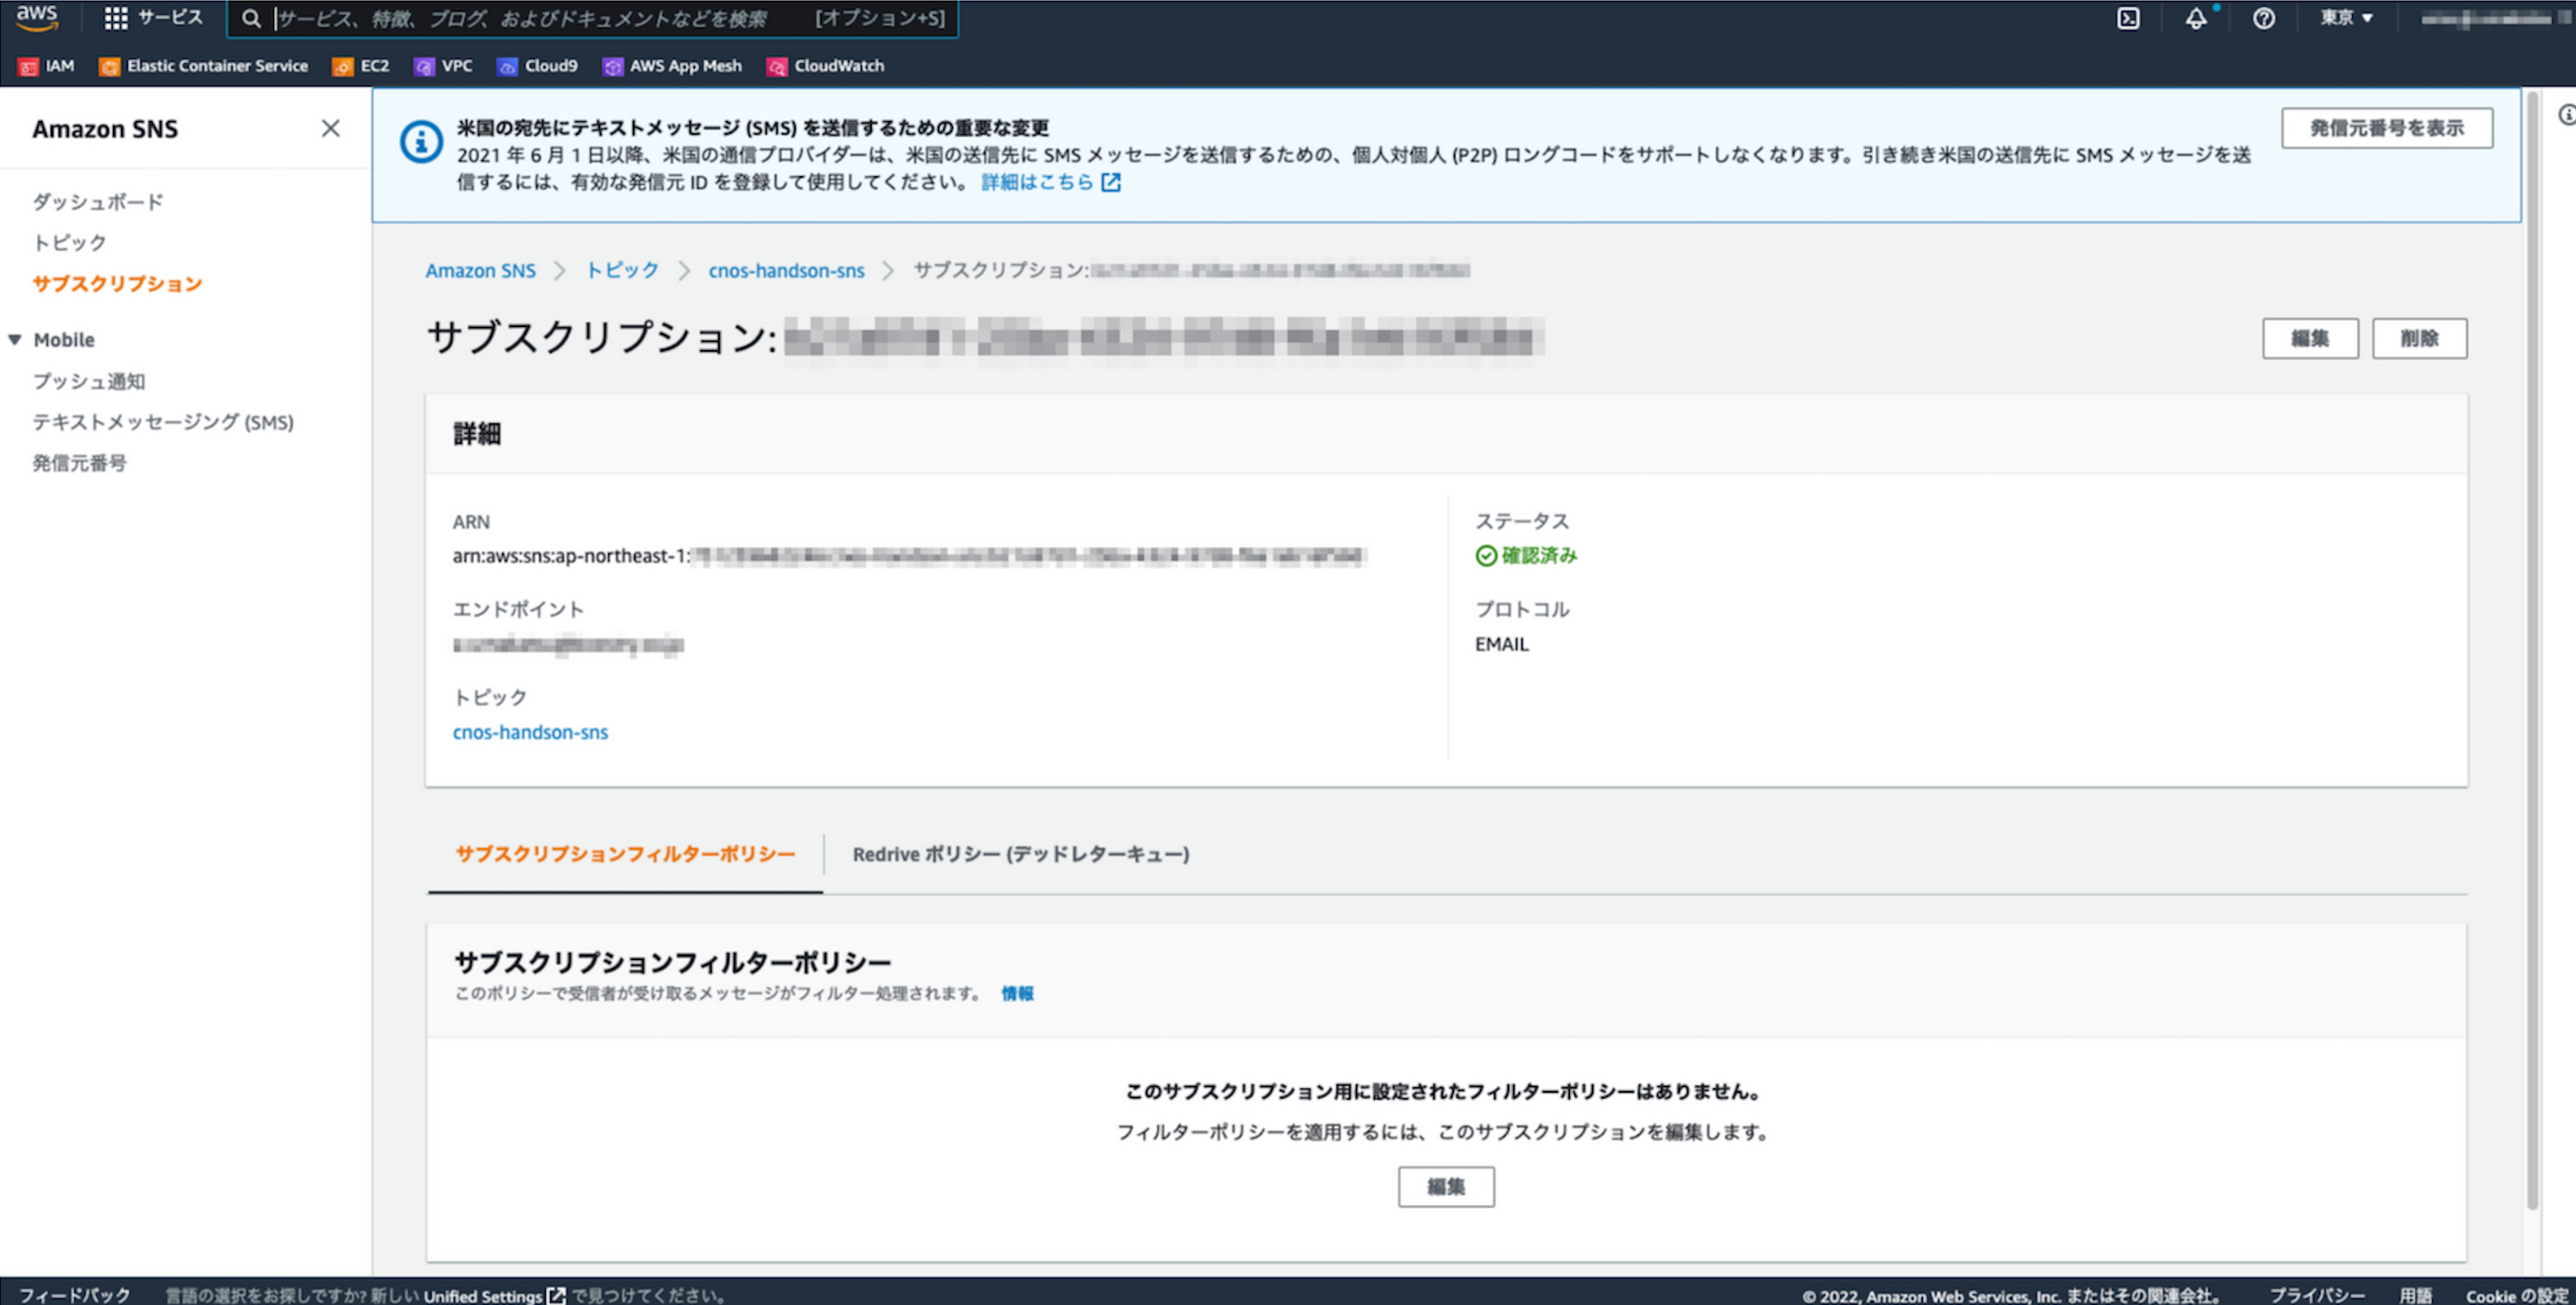 aws
サービス
サービス、特徴、ブログ、およびドキュメントなどを検索 [オプション+S]
東京
IAM Elastic Container Service EC2 VPC Cloud9 AWS App Mesh CloudWatch
Amazon SNS
ダッシュボード
トピック
サブスクリプション
Mobile
プッシュ通知
テキストメッセージング (SMS)
発信元番号
米国の宛先にテキストメッセージ (SMS) を送信するための重要な変更
2021 年 6 月 1 日以降、米国の通信プロバイダーは、米国の送信先に SMS メッセージを送信するための、個人対個人 (P2P) ロングコードをサポートしなくなります。引き続き米国の送信先に SMS メッセージを送
信するには、有効な発信元 ID を登録して使用してください。 詳細はこちら
発信元番号を表示
Amazon SNS トピック cnos-handson-sns サブスクリプション:
サブスクリプション:
編集 削除
詳細
ARN
arn:aws:sns:ap-northeast-1:
エンドポイント
トピック
cnos-handson-sns
ステータス
確認済み
プロトコル
EMAIL
サブスクリプションフィルターポリシー Redrive ポリシー (デッドレターキュー)
サブスクリプションフィルターポリシー
このポリシーで受信者が受け取るメッセージがフィルター処理されます。 情報
このサブスクリプション用に設定されたフィルターポリシーはありません。
フィルターポリシーを適用するには、このサブスクリプションを編集します。
編集
フィードバック 言語の選択をお探しですか? 新しい Unified Settings で見つけてください。 © 2022, Amazon Web Services, Inc. またはその関連会社。 プライバシー 用語 Cookie の設定